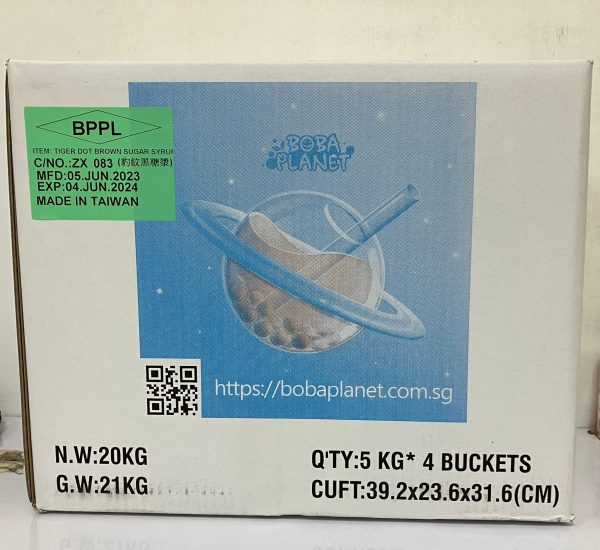 BPPL
ITEM: TIGER DOT BROWN SUGAR SYRUP
C/NO.:ZX 083 (豹紋黑糖漿)
MFD:05.JUN.2023
EXP:04.JUN.2024
MADE IN TAIWAN
BOBA
PLANET
https://bobaplanet.com.sg
N.W:20KG
G.W:21KG
Q'TY:5 KG* 4 BUCKETS
CUFT:39.2x23.6x31.6(CM)